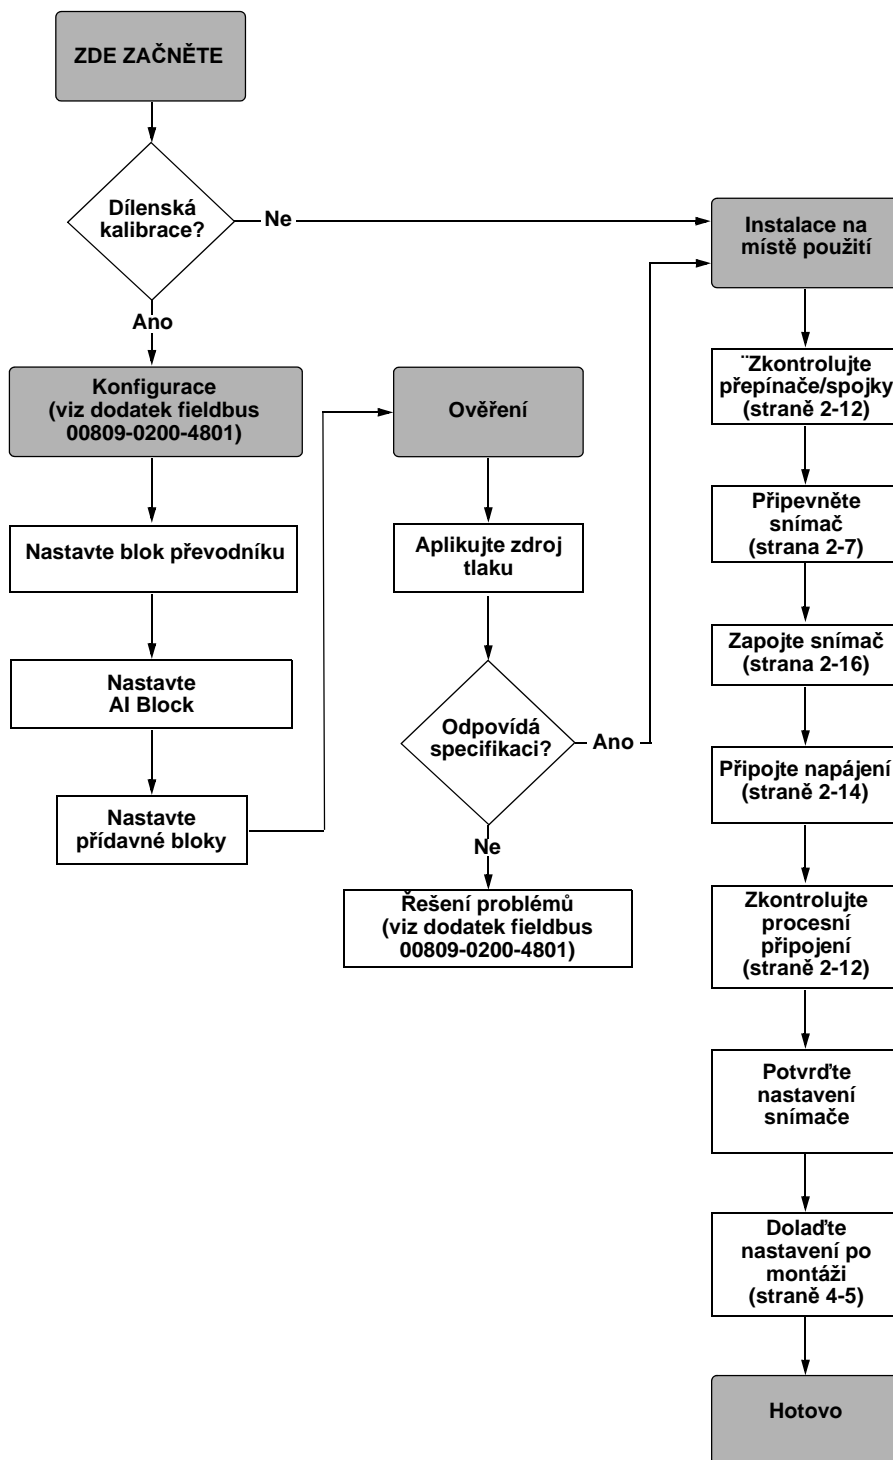 ZDE ZAČNĚTE
Dílenská
kalibrace?
Ne
Ano
Konfigurace
(viz dodatek fieldbus
00809-0200-4801)
Nastavte blok převodníku
Nastavte
AI Block
Nastavte
přídavné bloky
Ověření
Aplikujte zdroj
tlaku
Odpovídá
specifikaci?
Ano
Ne
Řešení problémů
(viz dodatek fieldbus
00809-0200-4801)
Instalace na
místě použití
¨Zkontrolujte
přepínače/spojky
(straně 2-12)
Připevněte
snímač
(strana 2-7)
Zapojte snímač
(strana 2-16)
Připojte napájení
(straně 2-14)
Zkontrolujte
procesní
připojení
(straně 2-12)
Potvrďte
nastavení
snímače
Dolaďte
nastavení po
montáži
(straně 4-5)
Hotovo